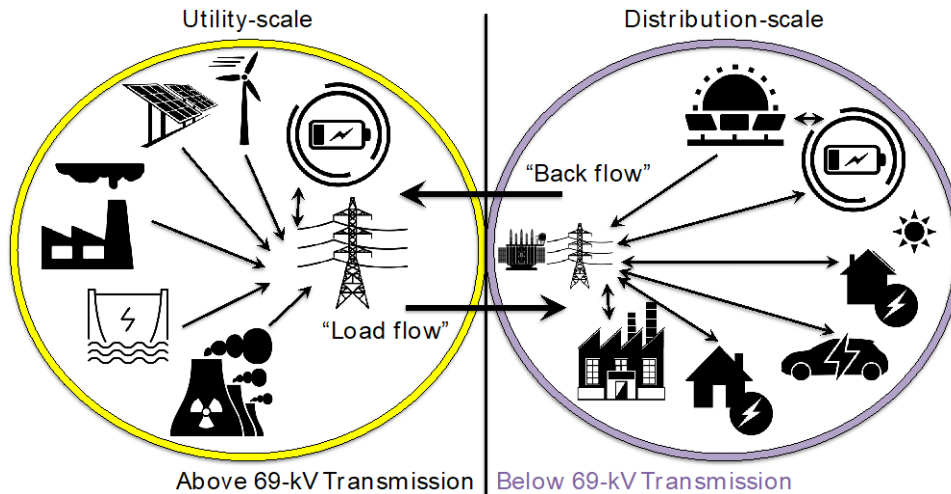 Utility-scale
Distribution-scale
“Back flow”
“Load flow”
Above 69-kV Transmission
Below 69-kV Transmission